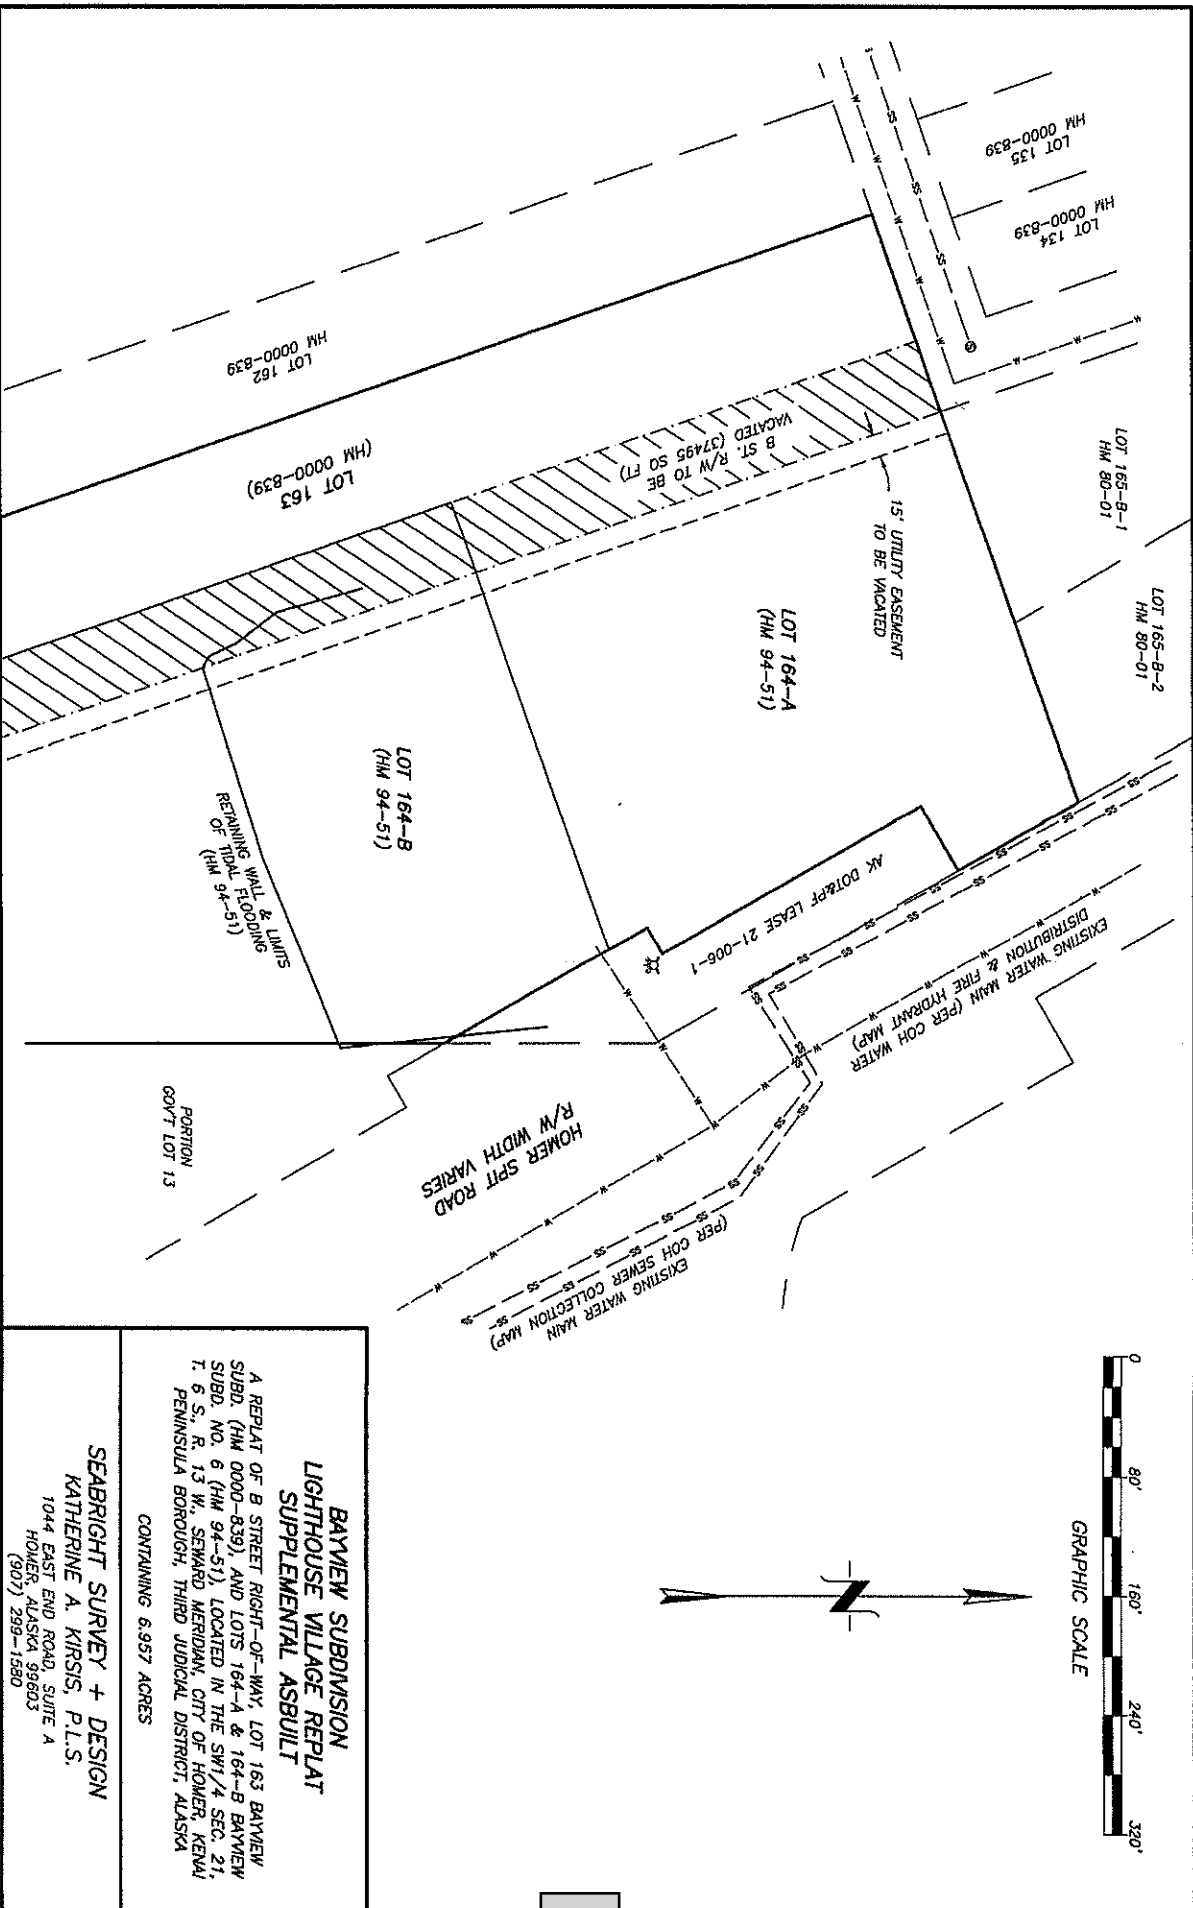 LOT 135
HM 0000-839
LOT 134
HM 0000-839
LOT 165-B-1
HM 80-01
LOT 165-B-2
HM 80-01
LOT 162
HM 0000-839
LOT 163
(HM 0000-839)
B ST. R/W TO BE
VACATED (37495 SQ FT)
15' UTILITY EASEMENT
TO BE VACATED
LOT 164-A
(HM 94-51)
LOT 164-B
(HM 94-51)
RETAINING WALL & LIMITS
OF TIDAL FLOODING
(HM 94-51)
AK DOT&PF LEASE 21-006-1
EXISTING WATER MAIN (PER COH WATER
DISTRIBUTION & FIRE HYDRANT MAP)
HOMER SPIT ROAD
R/W WIDTH VARIES
PORTION
GOV'T LOT 13
EXISTING WATER MAIN
(PER COH SEWER COLLECTION MAP)
0 80' 160' 240' 320'
GRAPHIC SCALE
N
BAYVIEW SUBDIVISION
LIGHTHOUSE VILLAGE REPLAT
SUPPLEMENTAL ASBUILT
A REPLAT OF B STREET RIGHT-OF-WAY, LOT 163 BAYVIEW
SUBD. (HM 0000-839), AND LOTS 164-A & 164-B BAYVIEW
SUBD. NO. 6 (HM 94-51), LOCATED IN THE SW1/4 SEC. 21,
T. 6 S., R. 13 W., SEWARD MERIDIAN, CITY OF HOMER, KENAI
PENINSULA BOROUGH, THIRD JUDICIAL DISTRICT, ALASKA
CONTAINING 6.957 ACRES
SEABRIGHT SURVEY + DESIGN
KATHERINE A. KIRSIS, P.L.S.
1044 EAST END ROAD, SUITE A
HOMER, ALASKA 99603
(907) 299-1580